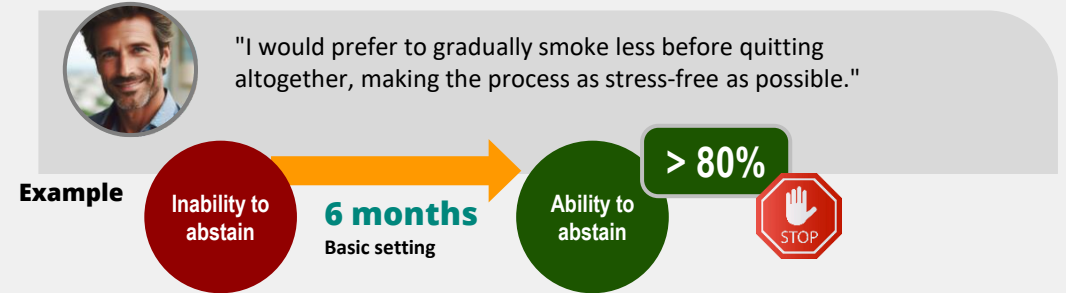 "I would prefer to gradually smoke less before quitting
altogether, making the process as stress-free as possible."
> 80%
Example
Inability to
abstain
6 months
Basic setting
Ability to
abstain
STOP